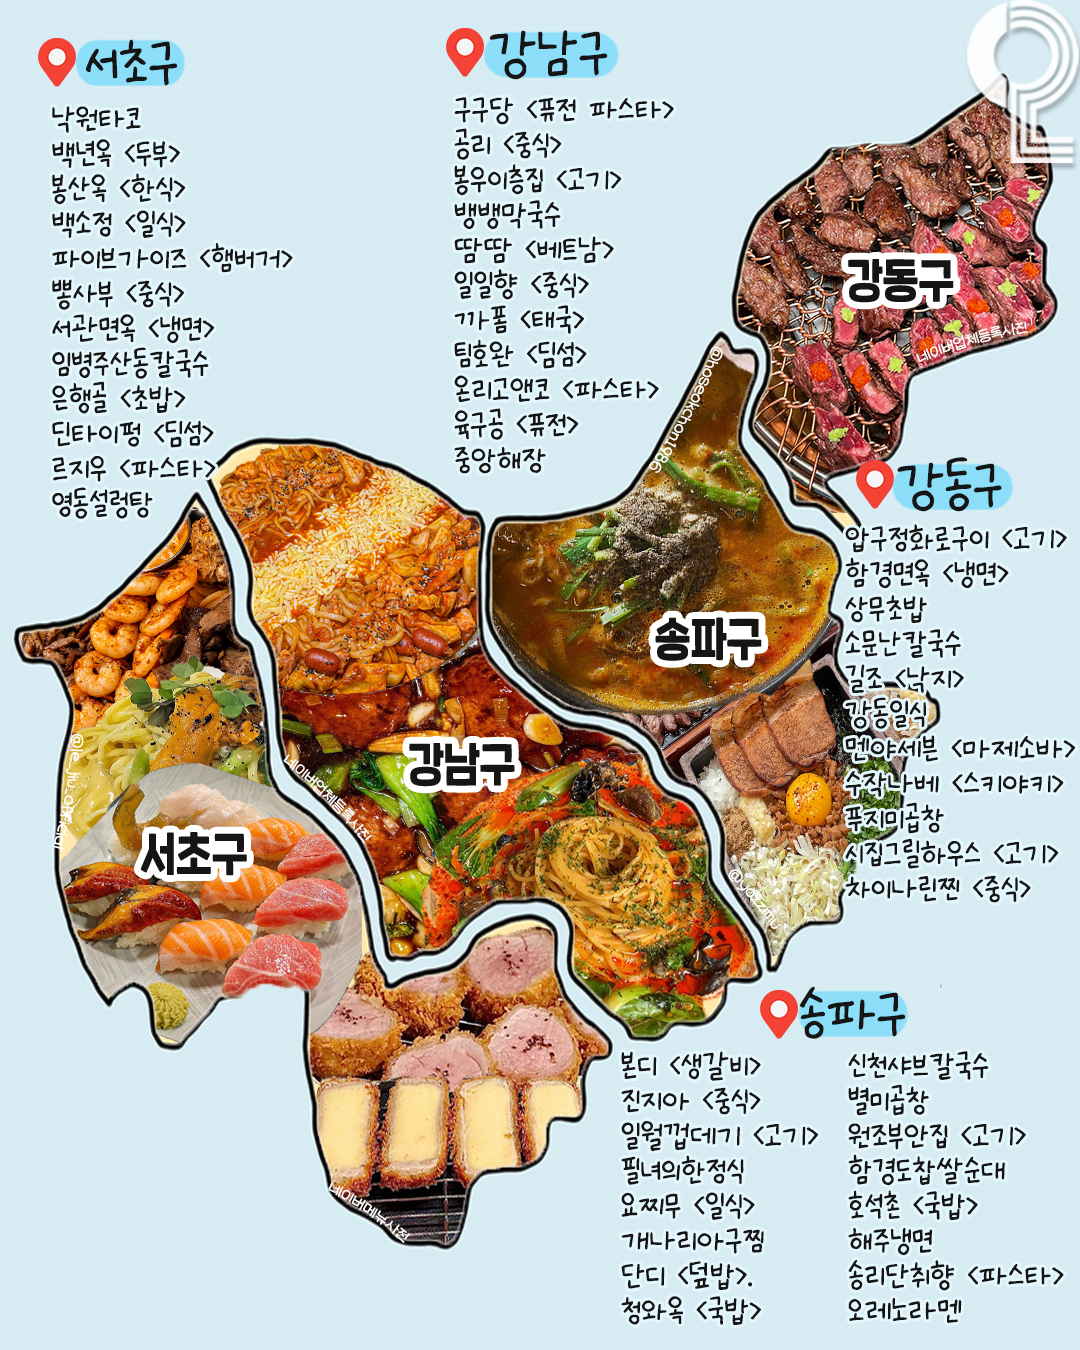 서초구
낙원타코
백년옥 <두부>
봉산옥 <한식>
백소정 <일식>
파이브가이즈 <햄버거>
뽕사부 <중식>
서관면옥 <냉면>
임병주산동칼국수
은행골 <초밥>
딘타이펑 <딤섬>
르지우 <파스타>
영동설렁탕
강남구
구구당 <퓨전 파스타>
공리 <중식>
봉우이층집 <고기>
뱅뱅막국수
땀땀 <베트남>
일일향 <중식>
까폼 <태국>
팀호완 <딤섬>
온리고앤코 <파스타>
육구공 <퓨전>
중앙해장
강동구
네이버업체등록사진
@hoseokchon1986
강동구
압구정화로구이 <고기>
함경면옥 <냉면>
상무초밥
소문난칼국수
길조 <낙지>
강동일식
멘야세븐 <마제소바>
수작나베 <스키야키>
푸지미곱창
시집그릴하우스 <고기>
차이나린찐 <중식>
송파구
강남구
네이버업체등록사진
서초구
네이버메뉴사진
송파구
본디 <생갈비>
진지아 <중식>
일월껍데기 <고기>
필녀의한정식
요찌무 <일식>
개나리아구찜
단디 <덮밥>.
청와옥 <국밥>
신천샤브칼국수
별미곱창
원조부안집 <고기>
함경도찹쌀순대
호석촌 <국밥>
해주냉면
송리단취향 <파스타>
오레노라멘